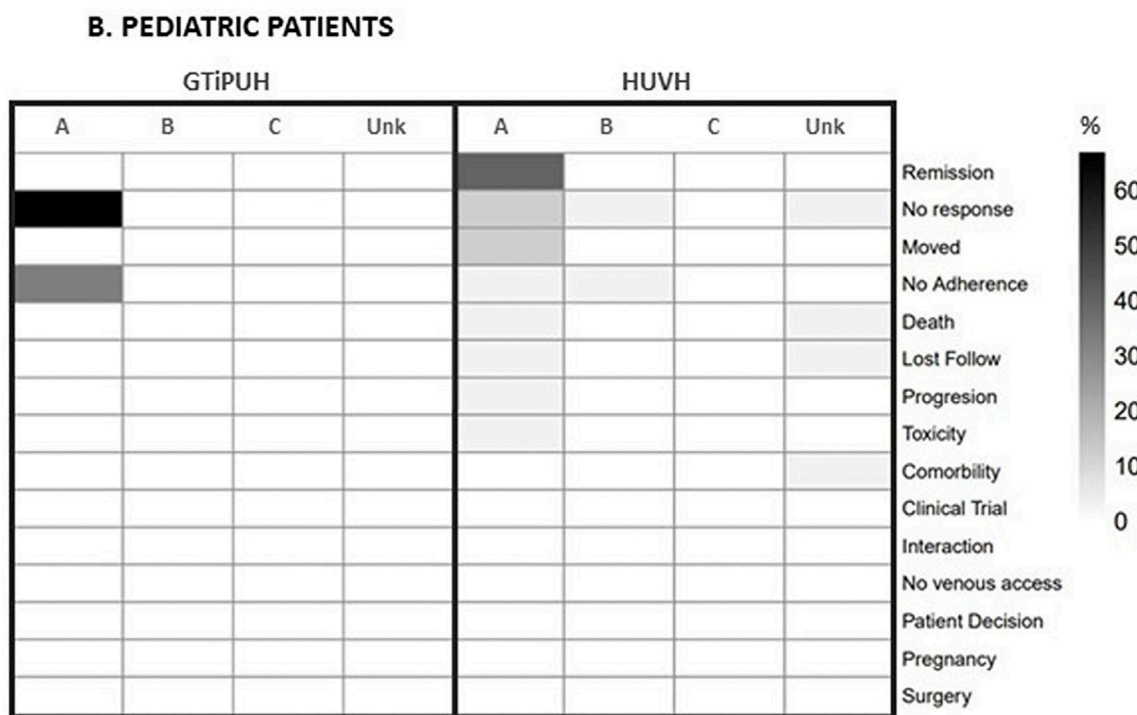 B. PEDIATRIC PATIENTS
GTiPUH HUVH
A B C Unk A B C Unk %
Remission
No response
Moved
No Adherence
Death
Lost Follow
Progresion
Toxicity
Comorbility
Clinical Trial
Interaction
No venous access
Patient Decision
Pregnancy
Surgery
60
50
40
30
20
10
0